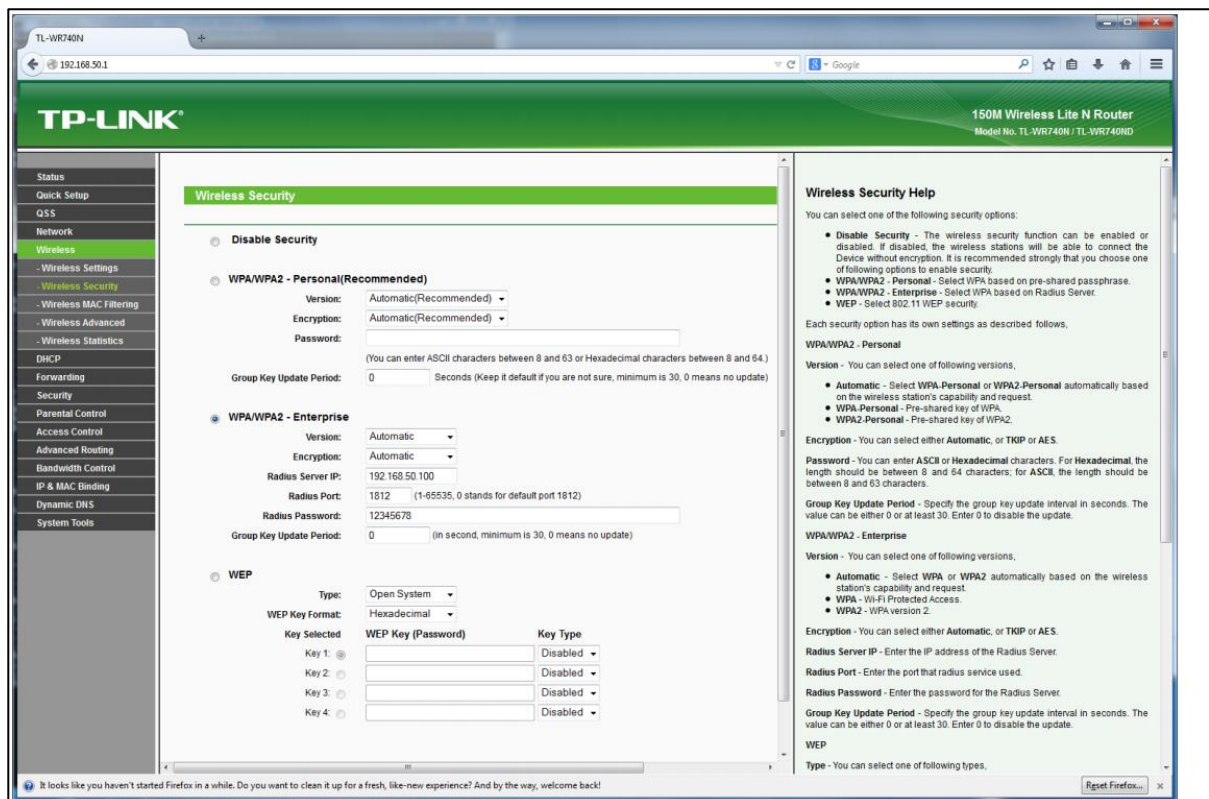 TL-WR740N
192.168.50.1
Google
TP-LINK®
150M Wireless Lite N Router
Model No. TL-WR740N / TL-WR740ND
Status
Quick Setup
QSS
Network
Wireless
- Wireless Settings
- Wireless Security
- Wireless MAC Filtering
- Wireless Advanced
- Wireless Statistics
DHCP
Forwarding
Security
Parental Control
Access Control
Advanced Routing
Bandwidth Control
IP & MAC Binding
Dynamic DNS
System Tools
Wireless Security
Disable Security
WPA/WPA2 - Personal(Recommended)
Version: Automatic(Recommended)
Encryption: Automatic(Recommended)
Password:
(You can enter ASCII characters between 8 and 63 or Hexadecimal characters between 8 and 64.)
Group Key Update Period: 0 Seconds (Keep it default if you are not sure, minimum is 30, 0 means no update)
WPA/WPA2 - Enterprise
Version: Automatic
Encryption: Automatic
Radius Server IP: 192.168.50.100
Radius Port: 1812 (1-65535, 0 stands for default port 1812)
Radius Password: 12345678
Group Key Update Period: 0 (in second, minimum is 30, 0 means no update)
WEP
Type: Open System
WEP Key Format: Hexadecimal
Key Selected WEP Key (Password) Key Type
Key 1: Disabled
Key 2: Disabled
Key 3: Disabled
Key 4: Disabled
Wireless Security Help
You can select one of the following security options:
● Disable Security - The wireless security function can be enabled or
disabled. If disabled, the wireless stations will be able to connect the
Device without encryption. It is recommended strongly that you choose one
of following options to enable security.
● WPA/WPA2 - Personal - Select WPA based on pre-shared passphrase.
● WPA/WPA2 - Enterprise - Select WPA based on Radius Server.
● WEP - Select 802.11 WEP security.
Each security option has its own settings as described follows,
WPA/WPA2 - Personal
Version - You can select one of following versions,
● Automatic - Select WPA-Personal or WPA2-Personal automatically based
on the wireless station's capability and request.
● WPA-Personal - Pre-shared key of WPA.
● WPA2-Personal - Pre-shared key of WPA2.
Encryption - You can select either Automatic, or TKIP or AES.
Password - You can enter ASCII or Hexadecimal characters. For Hexadecimal, the
length should be between 8 and 64 characters; for ASCII, the length should be
between 8 and 63 characters.
Group Key Update Period - Specify the group key update interval in seconds. The
value can be either 0 or at least 30. Enter 0 to disable the update.
WPA/WPA2 - Enterprise
Version - You can select one of following versions,
● Automatic - Select WPA or WPA2 automatically based on the wireless
station's capability and request.
● WPA - Wi-Fi Protected Access.
● WPA2 - WPA version 2.
Encryption - You can select either Automatic, or TKIP or AES.
Radius Server IP - Enter the IP address of the Radius Server.
Radius Port - Enter the port that radius service used.
Radius Password - Enter the password for the Radius Server.
Group Key Update Period - Specify the group key update interval in seconds. The
value can be either 0 or at least 30. Enter 0 to disable the update.
WEP
Type - You can select one of following types,
It looks like you haven't started Firefox in a while. Do you want to clean it up for a fresh, like-new experience? And by the way, welcome back!
Reset Firefox...